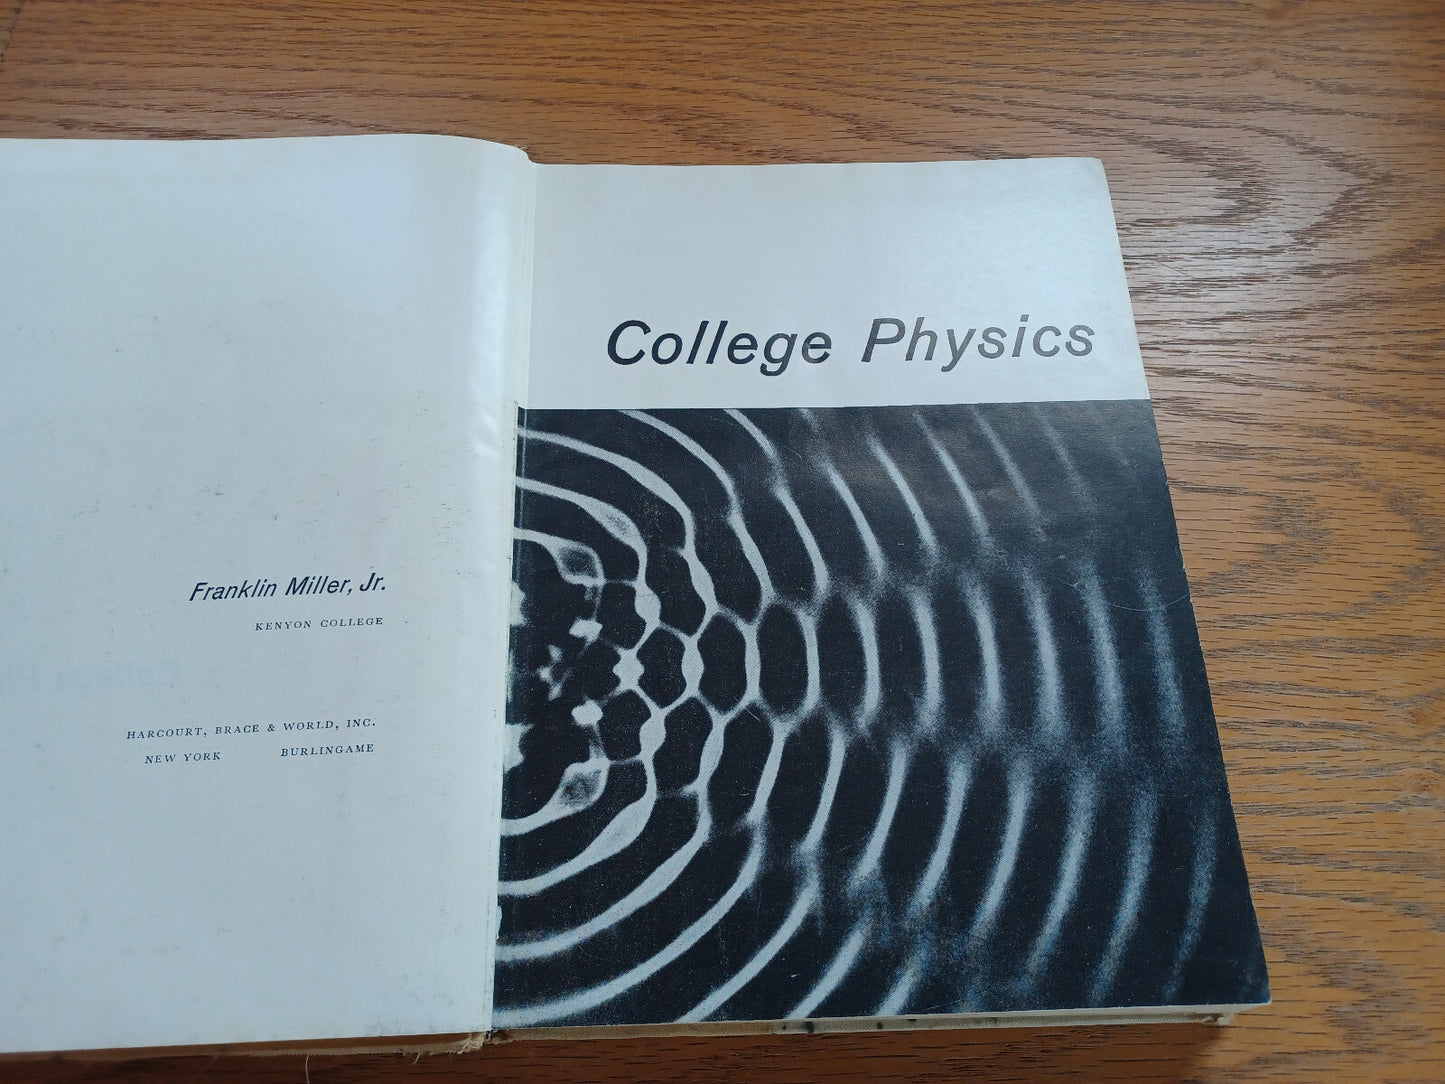 Franklin Miller, Jr.
KENYON COLLEGE
HARCOURT, BRACE & WORLD, INC.
NEW YORK BURLINGAME
College Physics